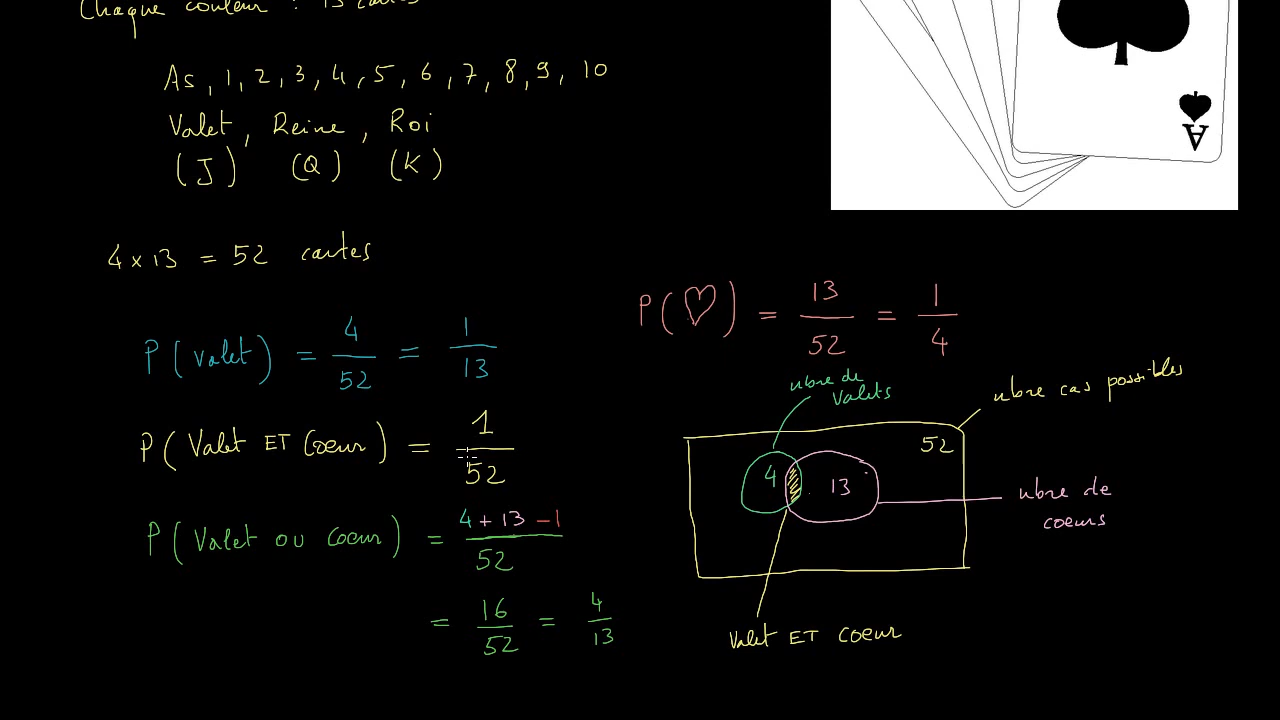 Chaque couleur : 13 cartes
As, 1, 2, 3, 4, 5, 6, 7, 8, 9, 10
Valet, Reine, Roi
(J) (Q) (K)
A
4 x 13 = 52 cartes
P(♡) = 13/52 = 1/4
P(Valet) = 4/52 = 1/13
nbre de
Valets
nbre cas possibles
P(Valet ET Coeur) = 1/52
52
4 13
nbre de
coeurs
P(Valet ou coeur) = 4 + 13 - 1/52
= 16/52 = 4/13
Valet ET coeur